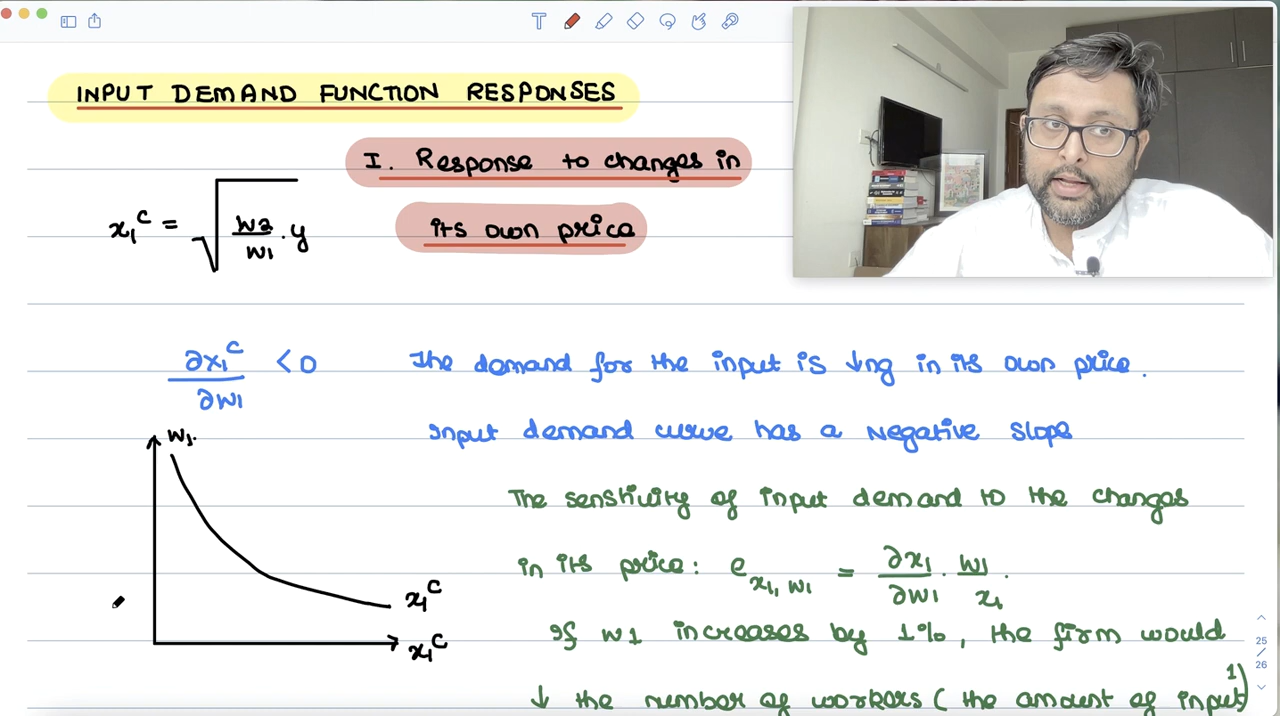 INPUT DEMAND FUNCTION RESPONSES
I. Response to changes in
its own price
x₁ᶜ = √(w2/w1 . y)
∂x₁ᶜ/∂w1 < 0
The demand for the input is ↓ng in its own price.
Input demand curve has a negative slope
w₁.
x₁ᶜ
x₁ᶜ
The sensitivity of input demand to the changes
in its price: e x₁, w₁ = ∂x₁/∂w1 . w1/x₁ .
If w1 increases by 1%, the firm would
↓ the number of workers (the amount of input 1)
T
25
/
26